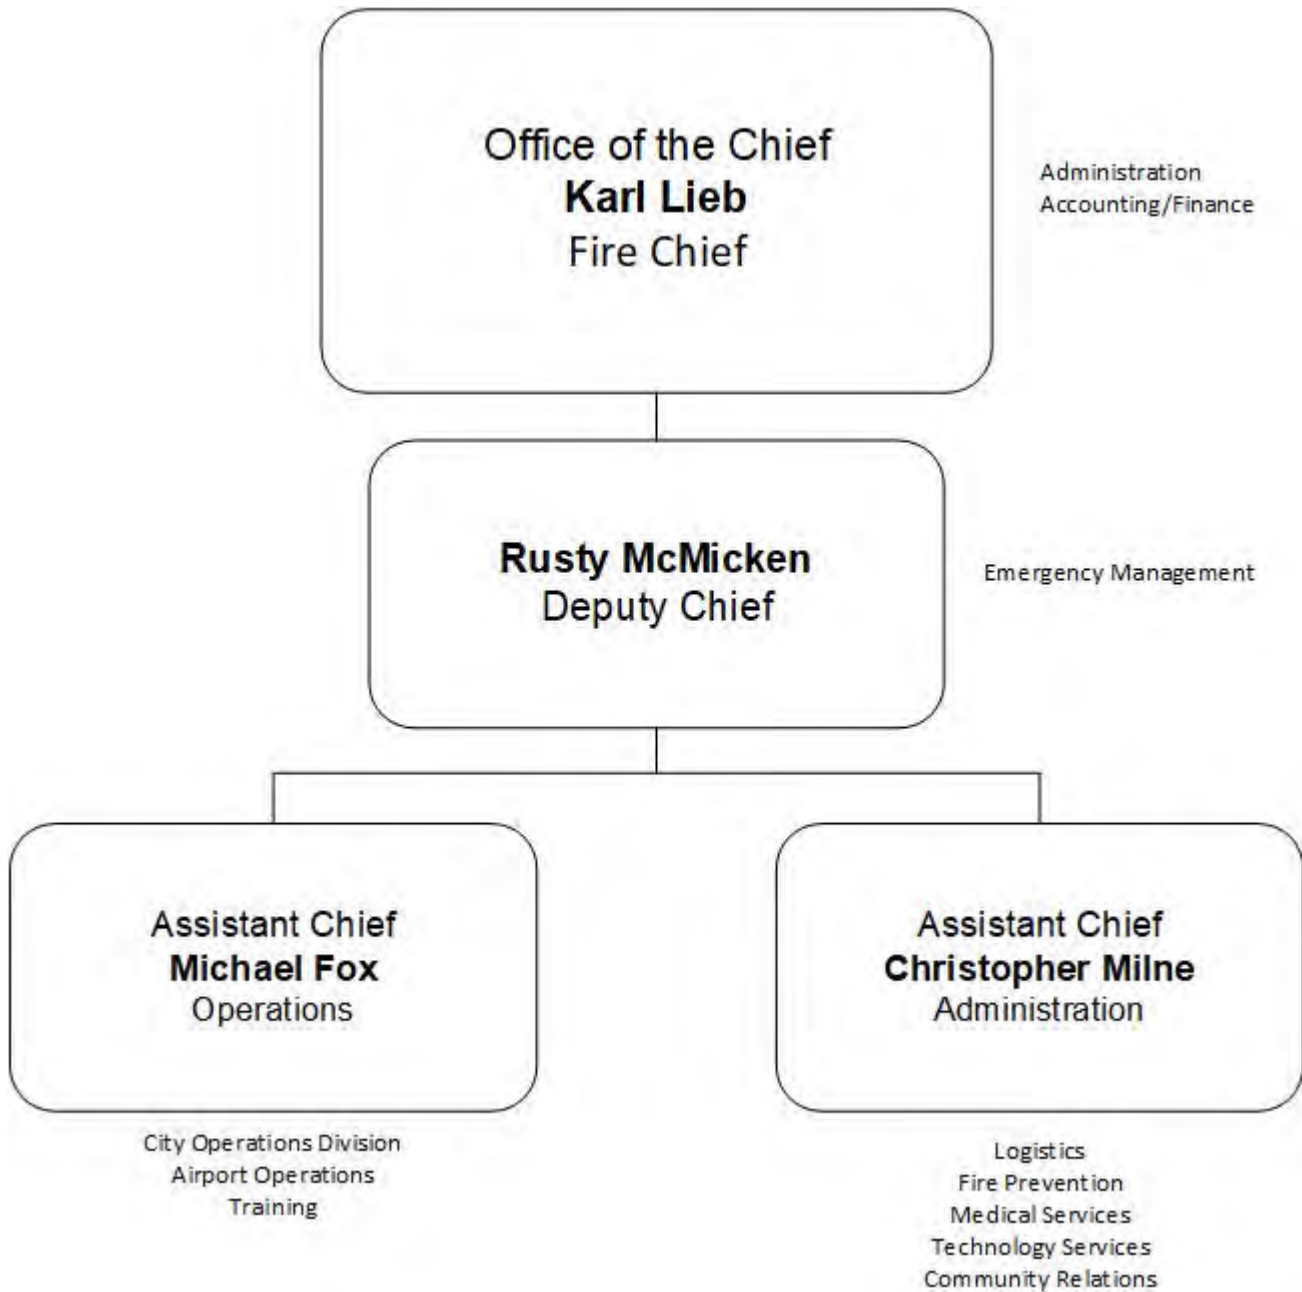 Office of the Chief
Karl Lieb
Fire Chief
Administration
Accounting/Finance
Rusty McMicken
Deputy Chief
Emergency Management
Assistant Chief
Michael Fox
Operations
City Operations Division
Airport Operations
Training
Assistant Chief
Christopher Milne
Administration
Logistics
Fire Prevention
Medical Services
Technology Services
Community Relations